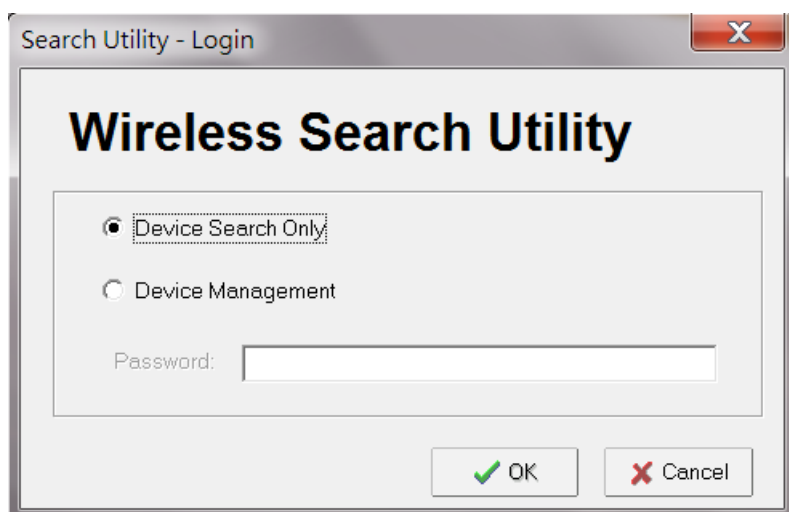 Search Utility - Login
Wireless Search Utility
Device Search Only
Device Management
Password:
OK
Cancel